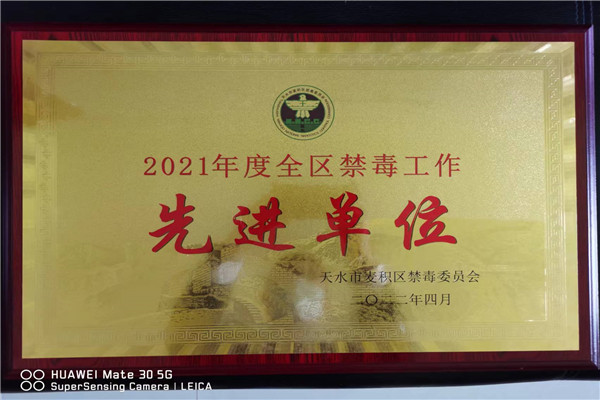 2021年度全区禁毒工作
先进单位
天水市麦积区禁毒委员会
二〇二二年四月
HUAWEI Mate 30 5G
SuperSensing Camera | LEICA